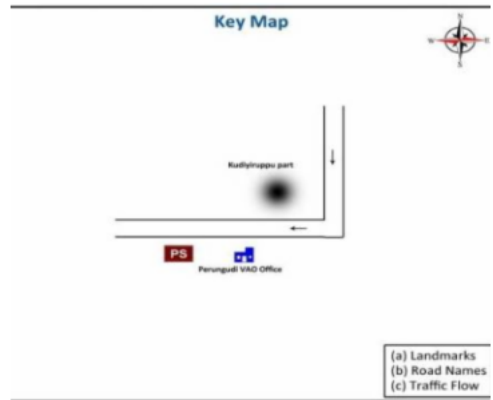 Key Map
N
W
E
S
Kudiyiruppu part
PS
Perungudi VAO Office
(a) Landmarks
(b) Road Names
(c) Traffic Flow